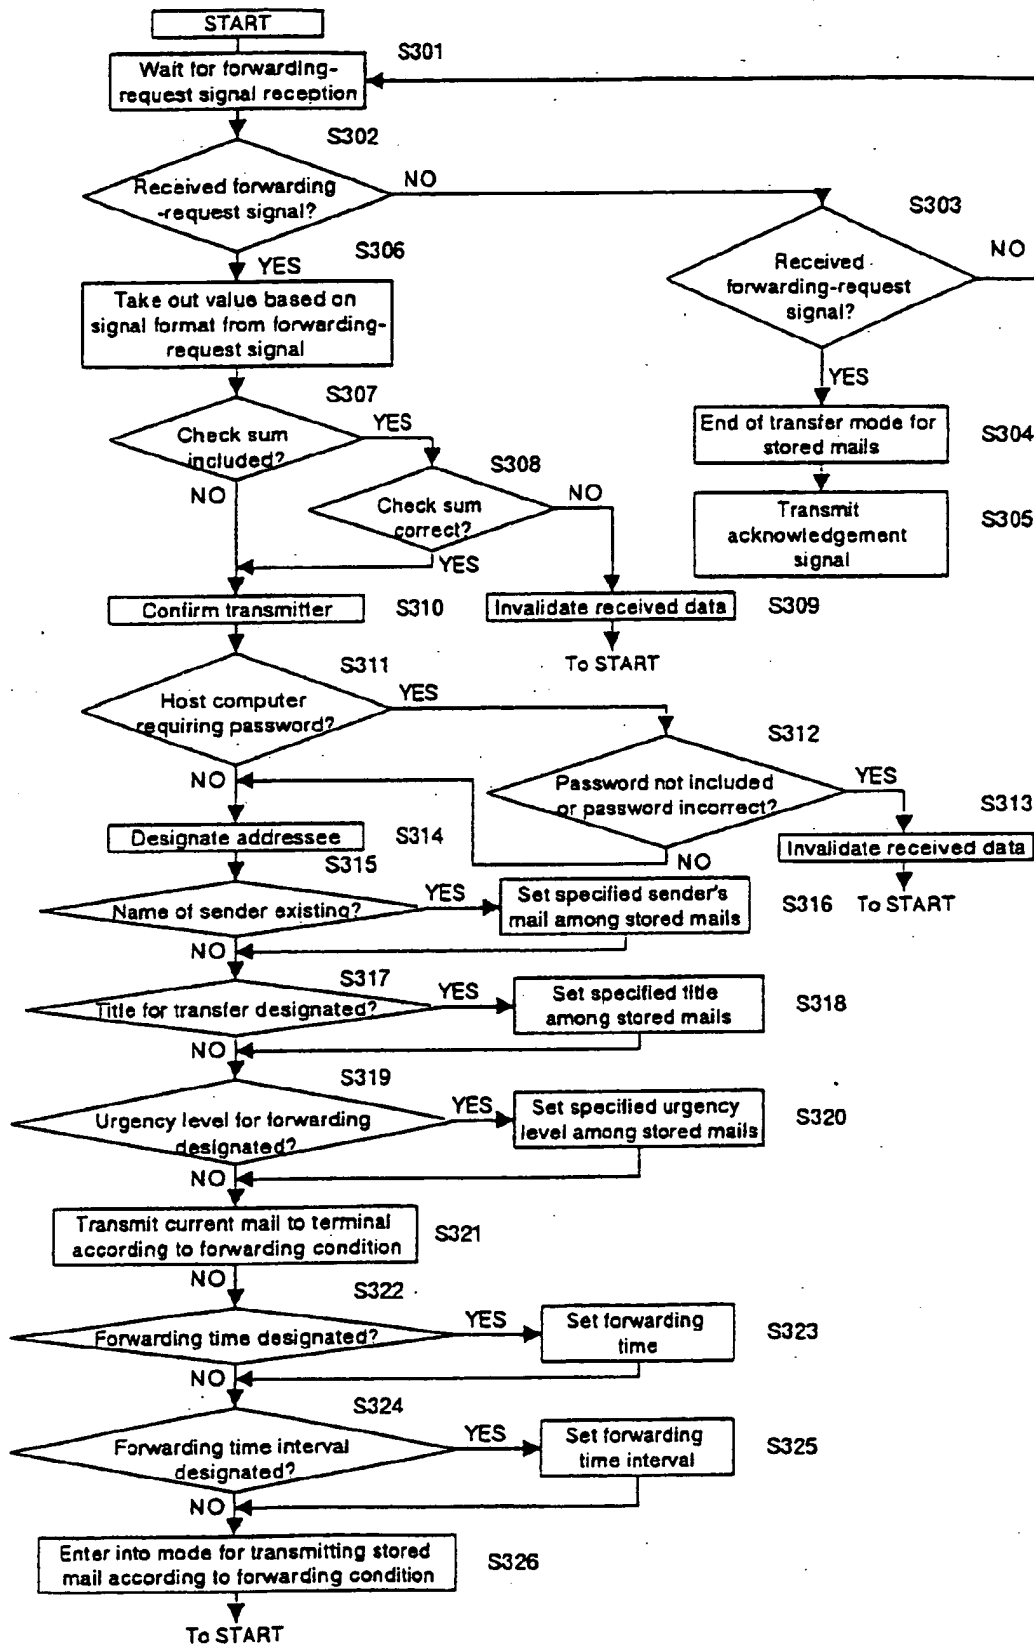 START
S301
Wait for forwarding-
request signal reception
S302
Received forwarding
-request signal?
NO
S303
Received
forwarding-request
signal?
NO
S306
YES
Take out value based on
signal format from forwarding-
request signal
YES
End of transfer mode for
stored mails
S304
Transmit
acknowledgement
signal
S305
S307
Check sum
included?
YES
NO
S308
Check sum
correct?
NO
YES
Confirm transmitter
S310
Invalidate received data
S309
To START
S311
Host computer
requiring password?
YES
NO
S312
Password not included
or password incorrect?
YES
NO
S313
Invalidate received data
To START
Designate addressee
S314
S315
Name of sender existing?
YES
Set specified sender's
mail among stored mails
S316
NO
S317
Title for transfer designated?
YES
Set specified title
among stored mails
S318
NO
S319
Urgency level for forwarding
designated?
YES
Set specified urgency
level among stored mails
S320
NO
Transmit current mail to terminal
according to forwarding condition
S321
NO
S322
Forwarding time designated?
YES
Set forwarding
time
S323
NO
S324
Forwarding time interval
designated?
YES
Set forwarding
time interval
S325
NO
Enter into mode for transmitting stored
mail according to forwarding condition
S326
To START